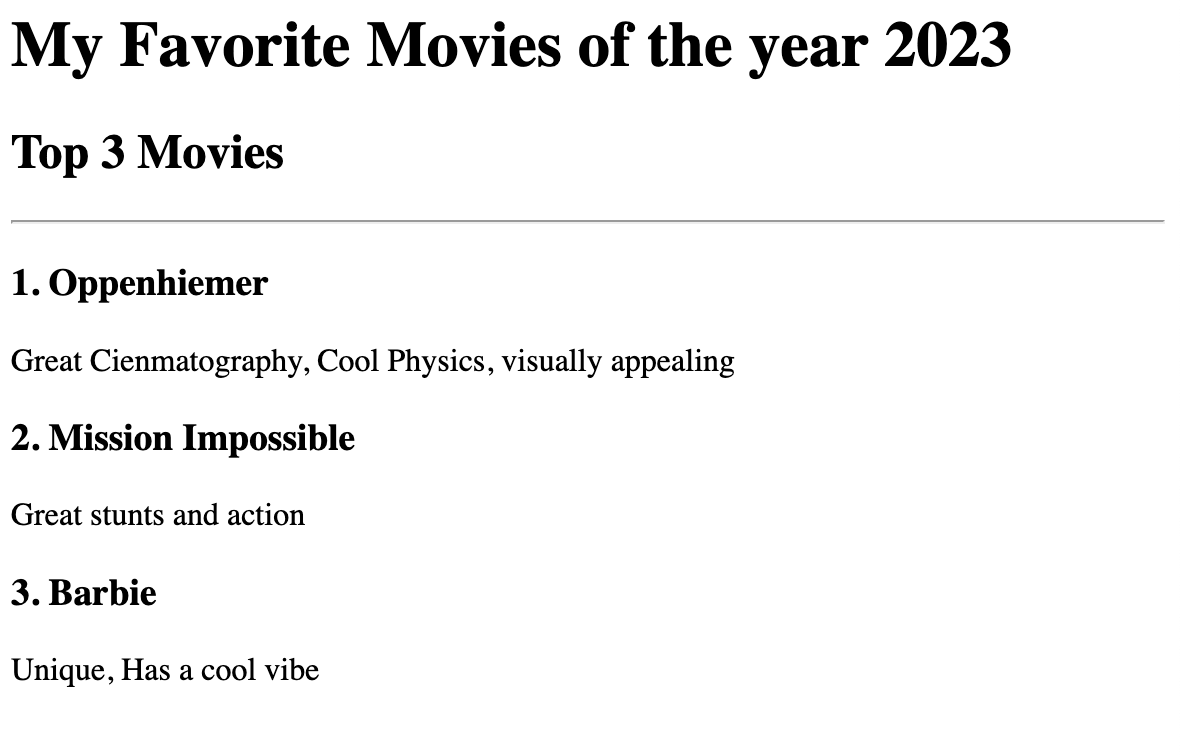 My Favorite Movies of the year 2023
Top 3 Movies
1. Oppenhiemer
Great Cienmatography, Cool Physics, visually appealing
2. Mission Impossible
Great stunts and action
3. Barbie
Unique, Has a cool vibe